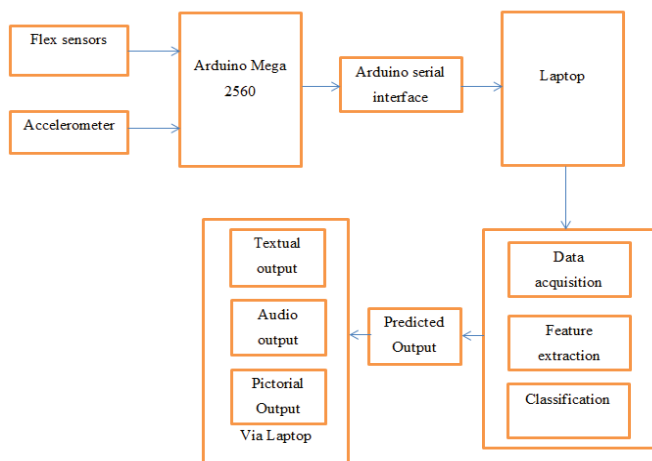 Flex sensors
Accelerometer
Arduino Mega
2560
Arduino serial
interface
Laptop
Data
acquisition
Feature
extraction
Classification
Predicted
Output
Textual
output
Audio
output
Pictorial
Output
Via Laptop